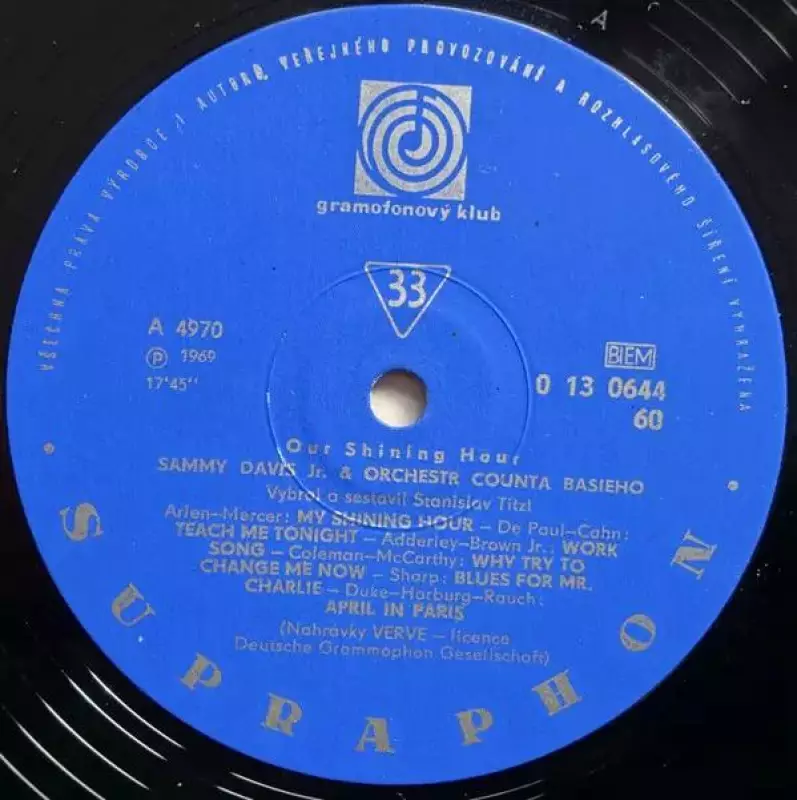 A
VŠECHNA PRÁVA VÝROBCE I AUTORŮ, VEŘEJNÉHO PROVOZOVÁNÍ A ROZHLASOVÉHO ŠÍŘENÍ VYHRAŽENA
gramofonový klub
33
A 4970
Ⓟ 1969
17'45"
BIEM
0 13 0644
60
Our Shining Hour
SAMMY DAVIS Jr. & ORCHESTR COUNTA BASIEHO
Vybral a sestavil Stanislav Titzl
Arlen–Mercer: MY SHINING HOUR – De Paul–Cahn:
TEACH ME TONIGHT – Adderley–Brown Jr.: WORK
SONG – Coleman–McCarthy: WHY TRY TO
CHANGE ME NOW – Sharp: BLUES FOR MR.
CHARLIE – Duke–Harburg–Rauch:
APRIL IN PARIS
(Nahrávky VERVE – licence
Deutsche Grammophon Gesellschaft)
SUPRAPHON